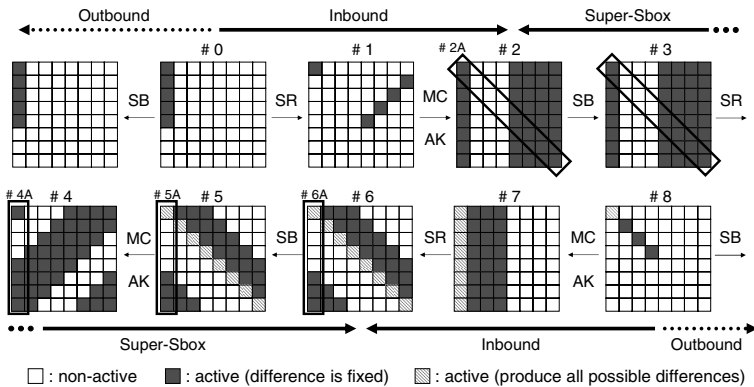 Outbound Inbound Super-Sbox
# 0 # 1 # 2A # 2 # 3
SB SR MC AK SB SR
# 4A # 4 # 5A # 5 # 6A # 6 # 7 # 8
MC AK SB SR MC AK SB
Super-Sbox Inbound Outbound
: non-active : active (difference is fixed) : active (produce all possible differences)